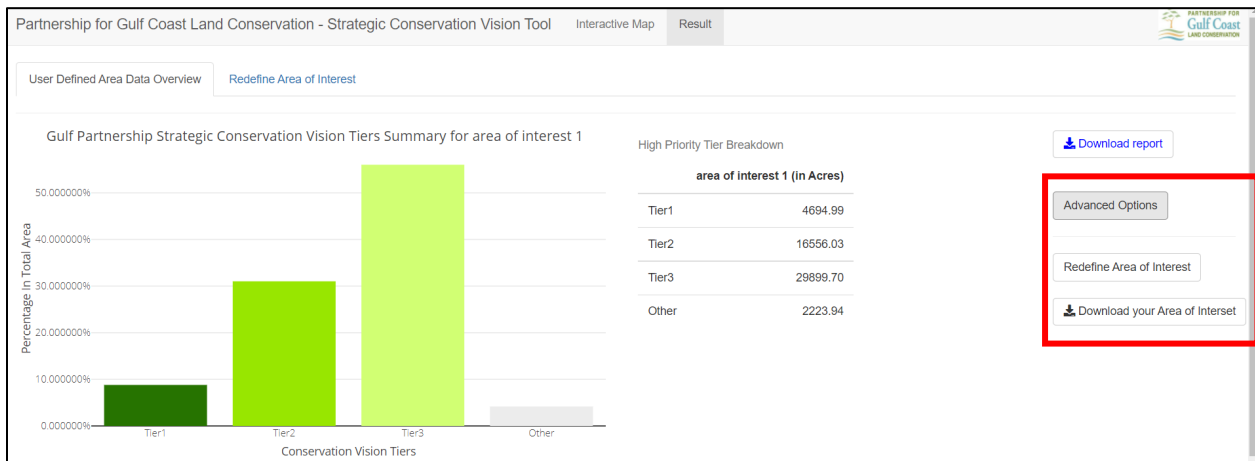 Partnership for Gulf Coast Land Conservation - Strategic Conservation Vision Tool Interactive Map Result
PARTNERSHIP FOR
Gulf Coast
LAND CONSERVATION
User Defined Area Data Overview Redefine Area of Interest
Gulf Partnership Strategic Conservation Vision Tiers Summary for area of interest 1
50.000000%
40.000000%
30.000000%
20.000000%
10.000000%
0.000000%
Percentage In Total Area
Tier1 Tier2 Tier3 Other
Conservation Vision Tiers
High Priority Tier Breakdown
area of interest 1 (in Acres)
Tier1 4694.99
Tier2 16556.03
Tier3 29899.70
Other 2223.94
Download report
Advanced Options
Redefine Area of Interest
Download your Area of Interset